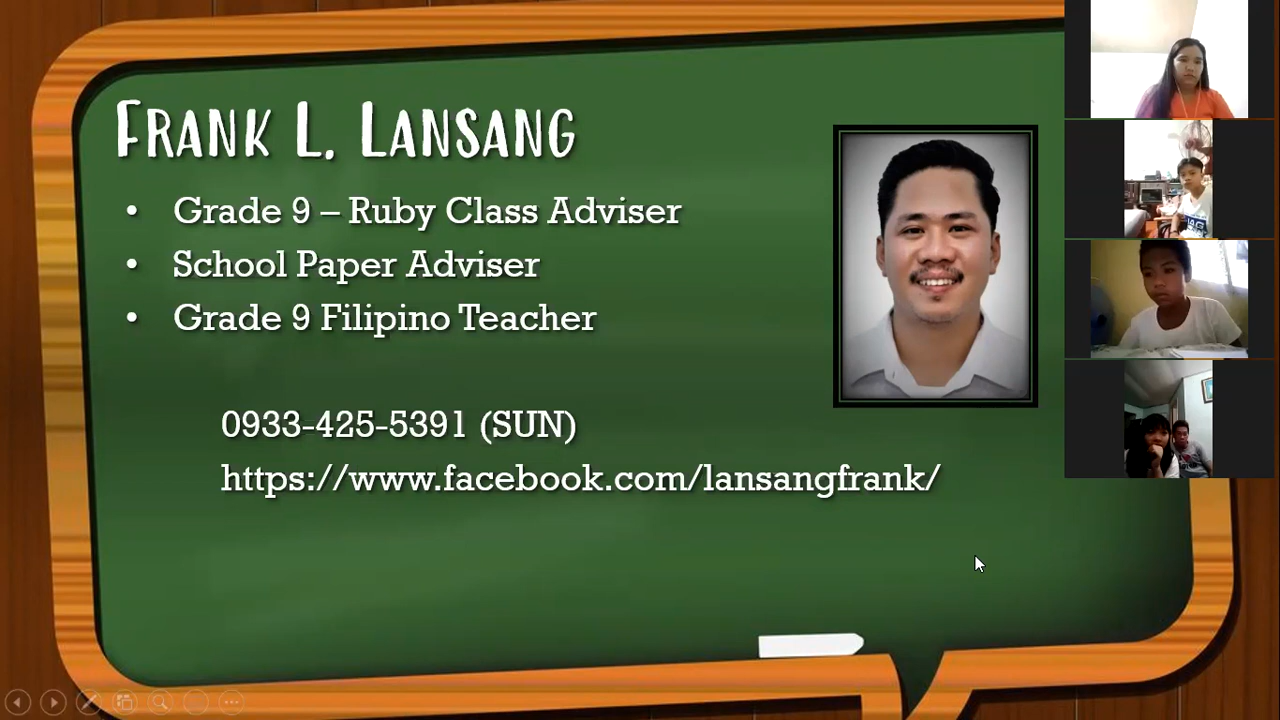 FRANK L. LANSANG
• Grade 9 – Ruby Class Adviser
• School Paper Adviser
• Grade 9 Filipino Teacher
0933-425-5391 (SUN)
https://www.facebook.com/lansangfrank/